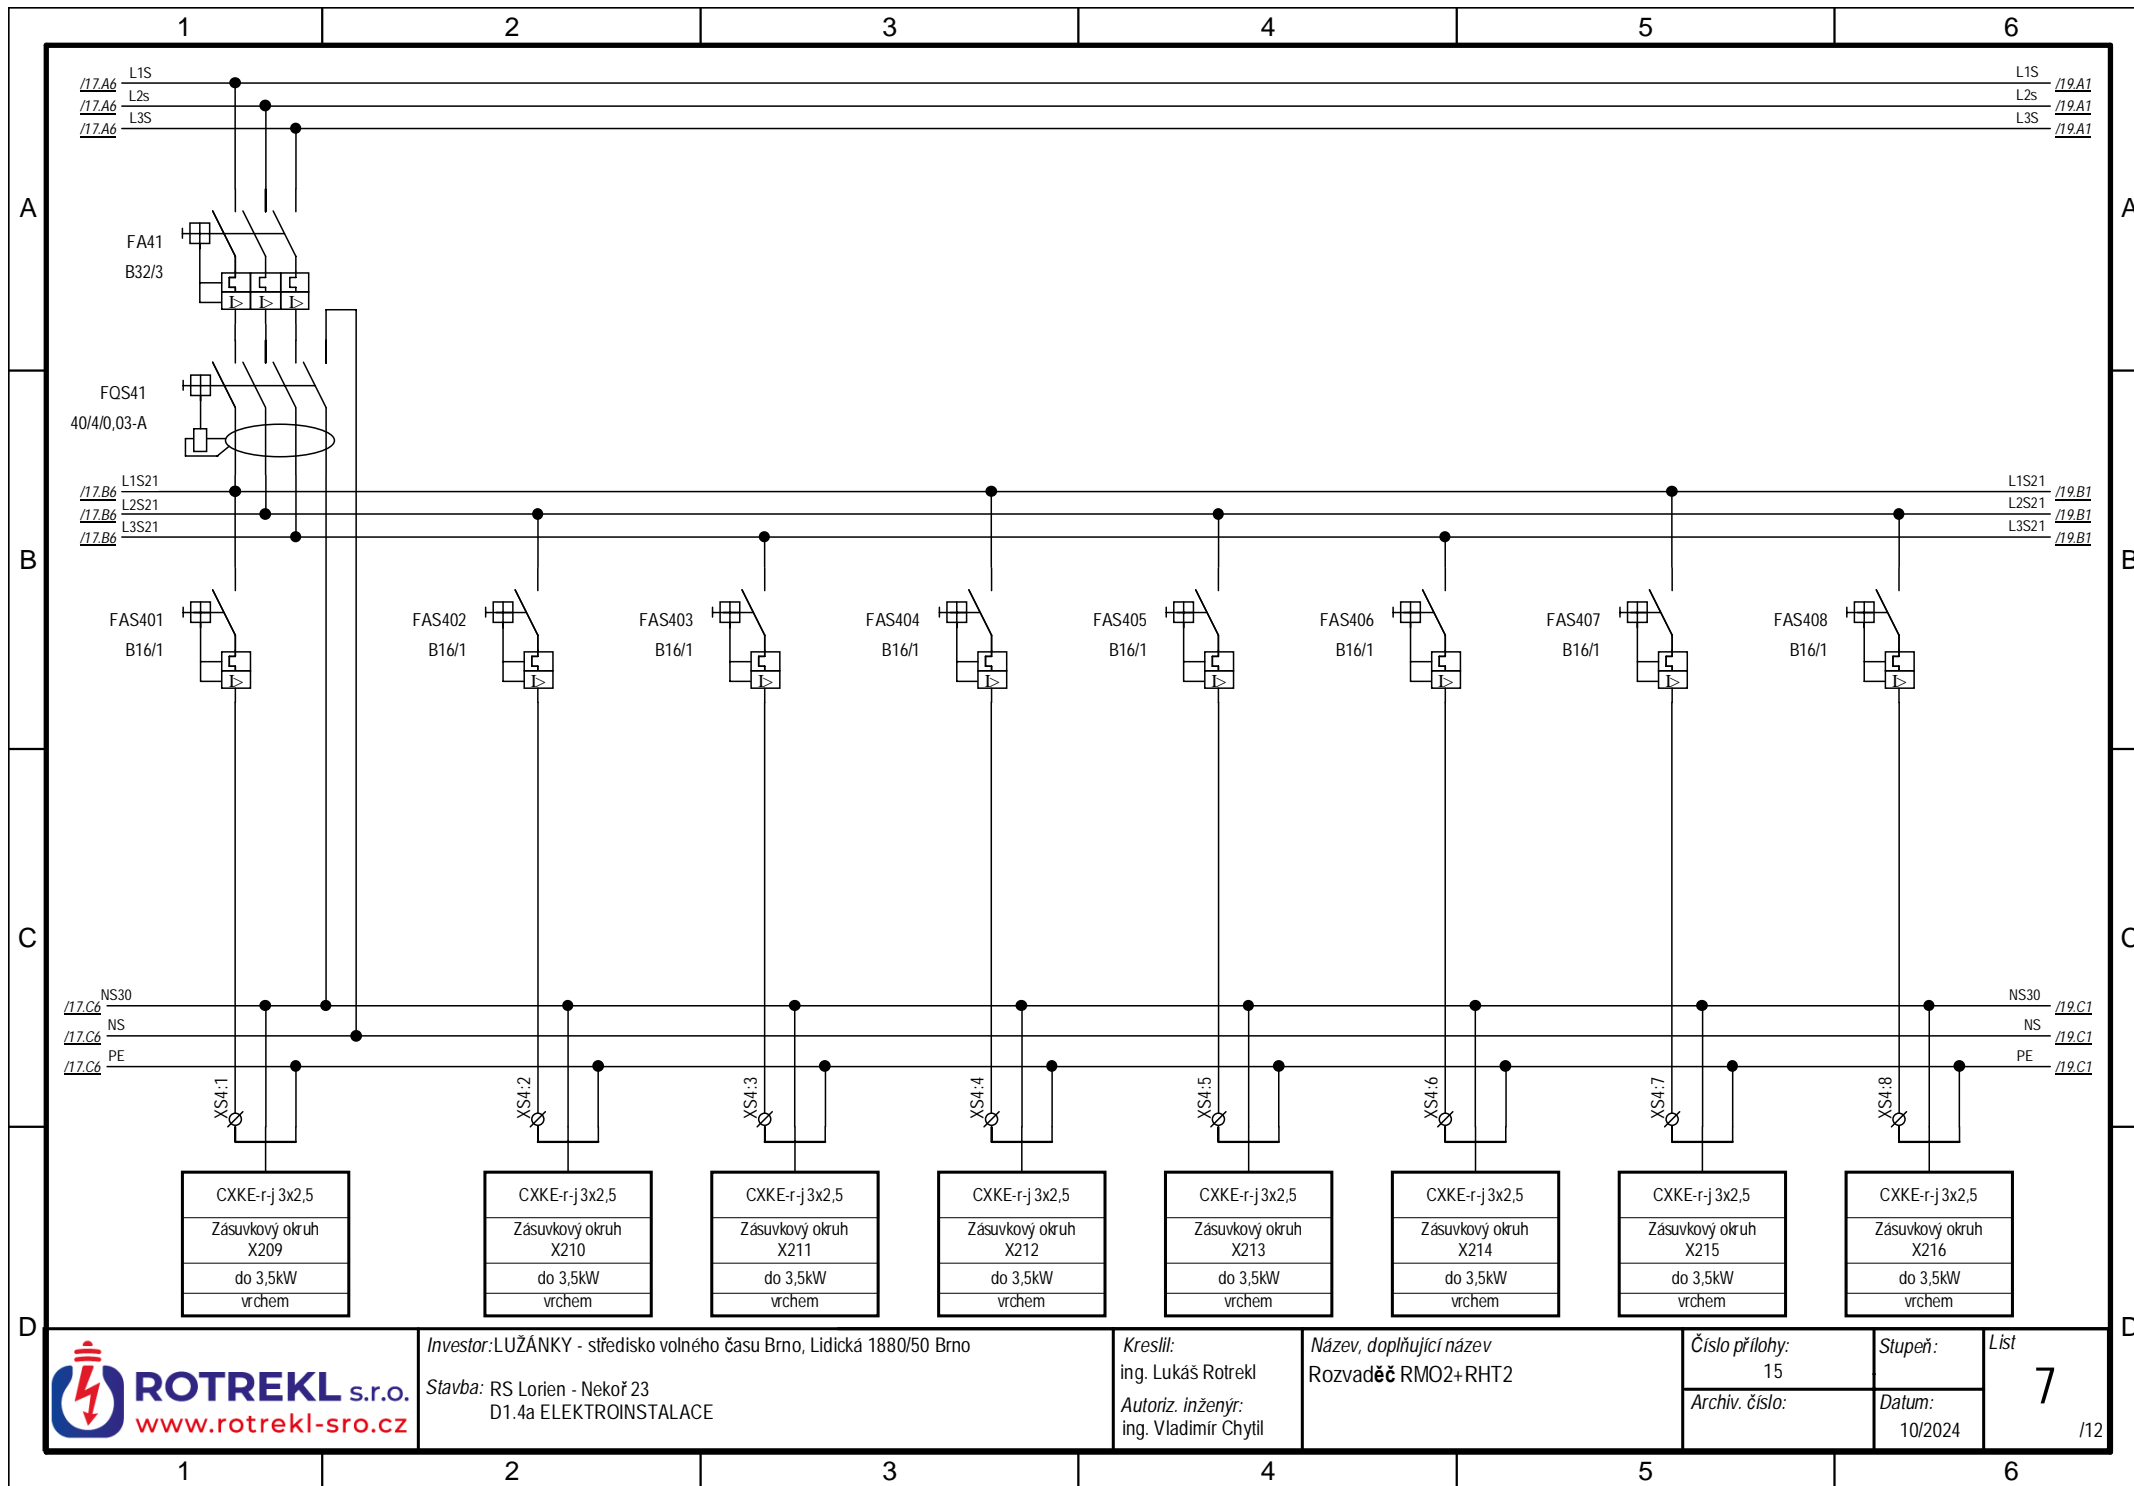 1 2 3 4 5 6
/17.A6 L1S L1S /19.A1
/17.A6 L2s L2s /19.A1
/17.A6 L3S L3S /19.A1
A A
FA41
B32/3
I> I> I>
FQS41
40/4/0,03-A
/17.B6 L1S21 L1S21 /19.B1
/17.B6 L2S21 L2S21 /19.B1
/17.B6 L3S21 L3S21 /19.B1
B B
FAS401 FAS402 FAS403 FAS404 FAS405 FAS406 FAS407 FAS408
B16/1 B16/1 B16/1 B16/1 B16/1 B16/1 B16/1 B16/1
I> I> I> I> I> I> I> I>
C C
/17.C6 NS30 NS30 /19.C1
/17.C6 NS NS /19.C1
/17.C6 PE PE /19.C1
XS4:1 XS4:2 XS4:3 XS4:4 XS4:5 XS4:6 XS4:7 XS4:8
CXKE-r-j 3x2,5 CXKE-r-j 3x2,5 CXKE-r-j 3x2,5 CXKE-r-j 3x2,5 CXKE-r-j 3x2,5 CXKE-r-j 3x2,5 CXKE-r-j 3x2,5 CXKE-r-j 3x2,5
Zásuvkový okruh Zásuvkový okruh Zásuvkový okruh Zásuvkový okruh Zásuvkový okruh Zásuvkový okruh Zásuvkový okruh Zásuvkový okruh
X209 X210 X211 X212 X213 X214 X215 X216
do 3,5kW do 3,5kW do 3,5kW do 3,5kW do 3,5kW do 3,5kW do 3,5kW do 3,5kW
vrchem vrchem vrchem vrchem vrchem vrchem vrchem vrchem
D D
ROTREKL s.r.o.
www.rotrekl-sro.cz
Investor:LUŽÁNKY - středisko volného času Brno, Lidická 1880/50 Brno
Stavba: RS Lorien - Nekoř 23
D1.4a ELEKTROINSTALACE
Kreslil:
ing. Lukáš Rotrekl
Autoriz. inženýr:
ing. Vladimír Chytil
Název, doplňující název
Rozvaděč RMO2+RHT2
Číslo přílohy:
15
Archiv. číslo:
Stupeň:
Datum:
10/2024
List
7
/12
1 2 3 4 5 6